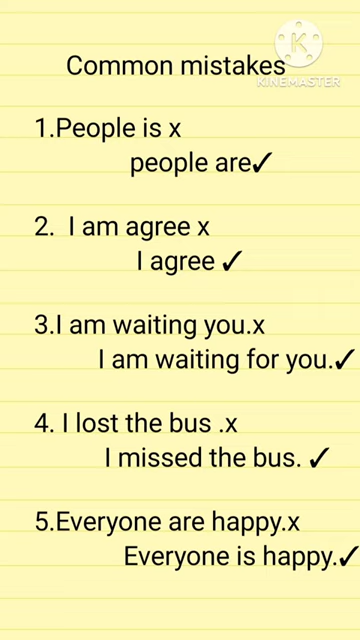 Common mistakes
KINEMASTER
1.People is x
people are✓
2. I am agree x
I agree ✓
3.I am waiting you.x
I am waiting for you.✓
4. I lost the bus .x
I missed the bus. ✓
5.Everyone are happy.x
Everyone is happy.✓